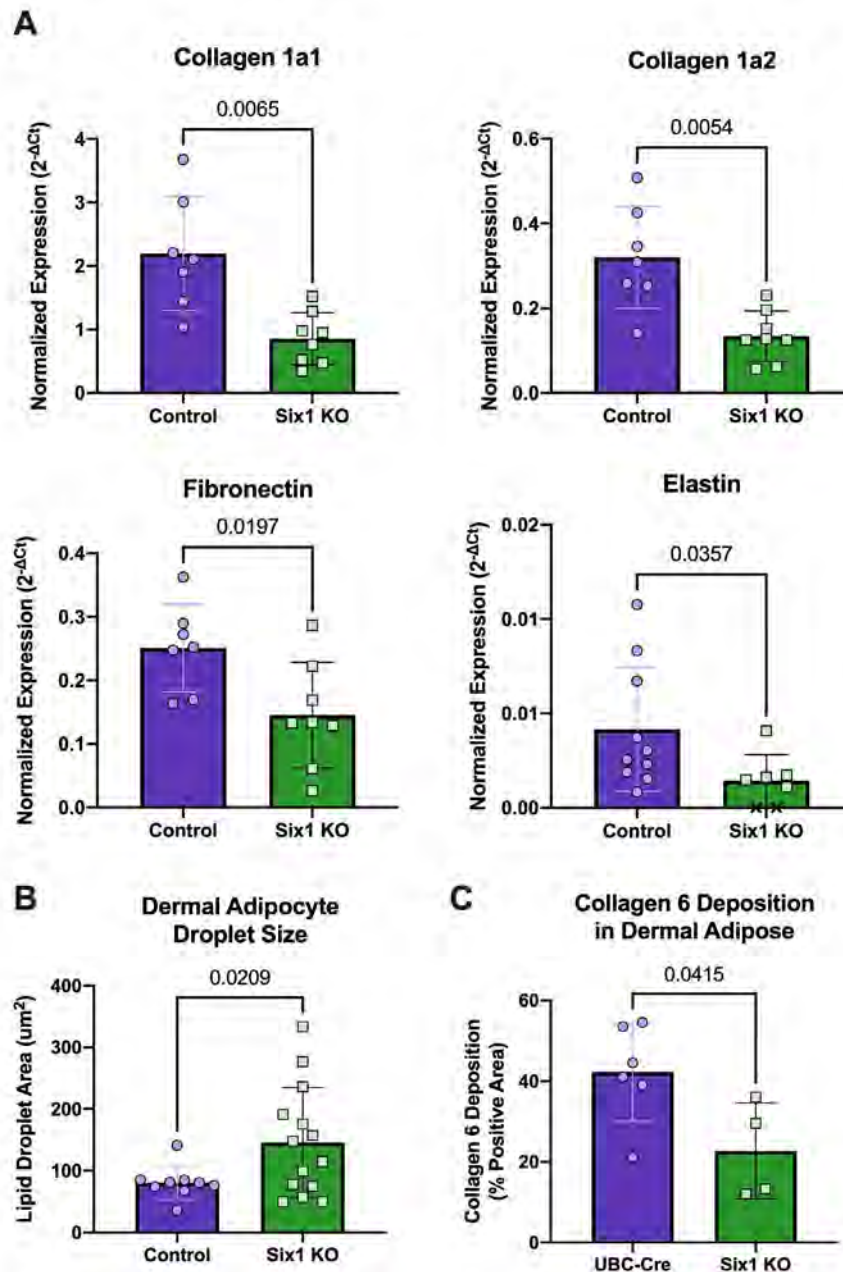 A
Collagen 1a1
0.0065
Normalized Expression (2-ΔCt)
4
3
2
1
0
Control
Six1 KO
Collagen 1a2
0.0054
Normalized Expression (2-ΔCt)
0.6
0.4
0.2
0.0
Control
Six1 KO
Fibronectin
0.0197
Normalized Expression (2-ΔCt)
0.4
0.3
0.2
0.1
0.0
Control
Six1 KO
Elastin
0.0357
Normalized Expression (2-ΔCt)
0.02
0.01
0.01
0.00
Control
Six1 KO
B
Dermal Adipocyte
Droplet Size
0.0209
Lipid Droplet Area (um²)
400
300
200
100
0
Control
Six1 KO
C
Collagen 6 Deposition
in Dermal Adipose
0.0415
Collagen 6 Deposition
(% Positive Area)
60
40
20
0
UBC-Cre
Six1 KO